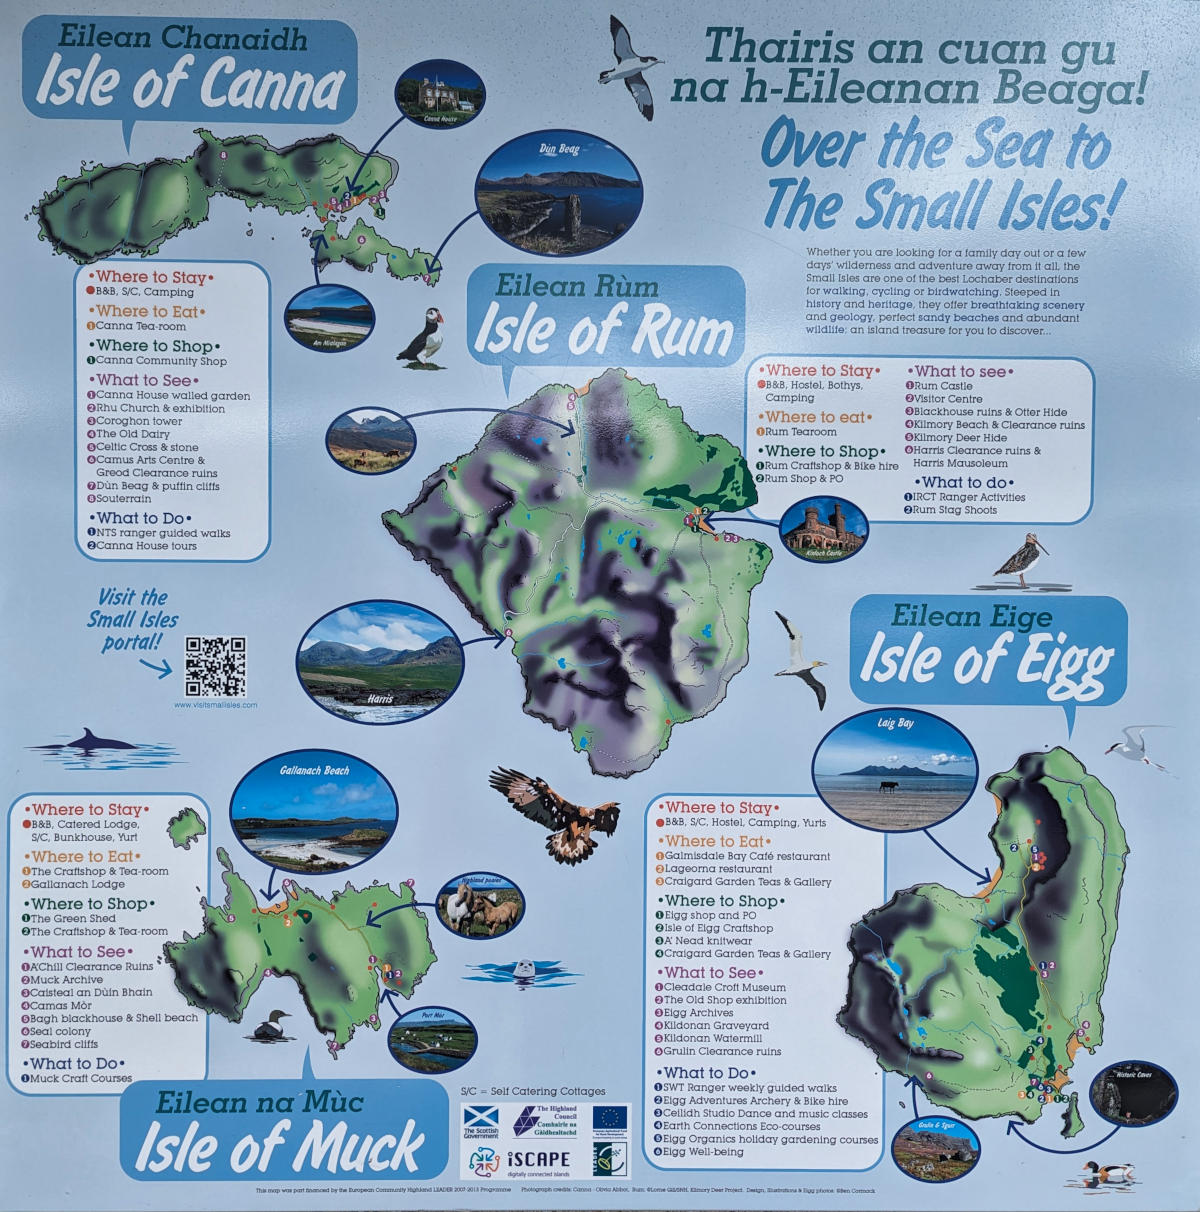 Eilean Chanaidh
Isle of Canna
Canna House
Dùn Beag
An Mialagan
Thairis an cuan gu
na h-Eileanan Beaga!
Over the Sea to
The Small Isles!
Whether you are looking for a family day out or a few
days' wilderness and adventure away from it all, the
Small Isles are one of the best Lochaber destinations
for walking, cycling or birdwatching. Steeped in
history and heritage, they offer breathtaking scenery
and geology, perfect sandy beaches and abundant
wildlife: an island treasure for you to discover...
•Where to Stay•
B&B, S/C, Camping
•Where to Eat•
1 Canna Tea-room
•Where to Shop•
1 Canna Community Shop
•What to See•
1 Canna House walled garden
2 Rhu Church & exhibition
3 Coroghon tower
4 The Old Dairy
5 Celtic Cross & stone
6 Camus Arts Centre &
Greod Clearance ruins
7 Dùn Beag & puffin cliffs
8 Souterrain
•What to Do•
1 NTS ranger guided walks
2 Canna House tours
Eilean Rùm
Isle of Rum
•Where to Stay•
B&B, Hostel, Bothys,
Camping
•Where to eat•
1 Rum Tearoom
•Where to Shop•
1 Rum Craftshop & Bike hire
2 Rum Shop & PO
•What to see•
1 Rum Castle
2 Visitor Centre
3 Blackhouse ruins & Otter Hide
4 Kilmory Beach & Clearance ruins
5 Kilmory Deer Hide
6 Harris Clearance ruins &
Harris Mausoleum
•What to do•
1 IRCT Ranger Activities
2 Rum Stag Shoots
Kinloch Castle
Harris
Visit the
Small Isles
portal!
www.visitsmallisles.com
Eilean Eige
Isle of Eigg
Laig Bay
•Where to Stay•
B&B, S/C, Hostel, Camping, Yurts
•Where to Eat•
1 Galmisdale Bay Café restaurant
2 Lageorna restaurant
3 Craigard Garden Teas & Gallery
•Where to Shop•
1 Eigg shop and PO
2 Isle of Eigg Craftshop
3 A' Nead knitwear
4 Craigard Garden Teas & Gallery
•What to See•
1 Cleadale Croft Museum
2 The Old Shop exhibition
3 Eigg Archives
4 Kildonan Graveyard
5 Kildonan Watermill
6 Grulin Clearance ruins
•What to Do•
1 SWT Ranger weekly guided walks
2 Eigg Adventures Archery & Bike hire
3 Ceilidh Studio Dance and music classes
4 Earth Connections Eco-courses
5 Eigg Organics holiday gardening courses
6 Eigg Well-being
Historic Caves
Grulin & Sgurr
Gallanach Beach
Highland ponies
Port Mòr
•Where to Stay•
B&B, Catered Lodge,
S/C, Bunkhouse, Yurt
•Where to Eat•
1 The Craftshop & Tea-room
2 Gallanach Lodge
•Where to Shop•
1 The Green Shed
2 The Craftshop & Tea-room
•What to See•
1 A'Chill Clearance Ruins
2 Muck Archive
3 Caisteal an Dùin Bhain
4 Camas Mòr
5 Bagh blackhouse & Shell beach
6 Seal colony
7 Seabird cliffs
•What to Do•
1 Muck Craft Courses
Eilean na Mùc
Isle of Muck
S/C = Self Catering Cottages
The Scottish
Government
The Highland
Council
Comhairle na
Gàidhealtachd
iSCAPE
digitally connected islands
LEADER
This map was part financed by the European Community Highland LEADER 2007-2013 Programme Photograph credits: Canna - Olivia Abbot, Rum: ©Lorne Gill/SNH, Kilmory Deer Project. Design, Illustrations & Eigg photos: ©Ben Cormack